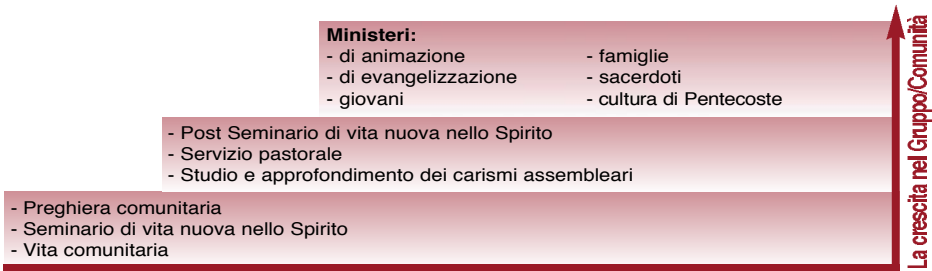 Ministeri:
- di animazione - famiglie
- di evangelizzazione - sacerdoti
- giovani - cultura di Pentecoste
- Post Seminario di vita nuova nello Spirito
- Servizio pastorale
- Studio e approfondimento dei carismi assembleari
- Preghiera comunitaria
- Seminario di vita nuova nello Spirito
- Vita comunitaria
La crescita nel Gruppo/Comunità